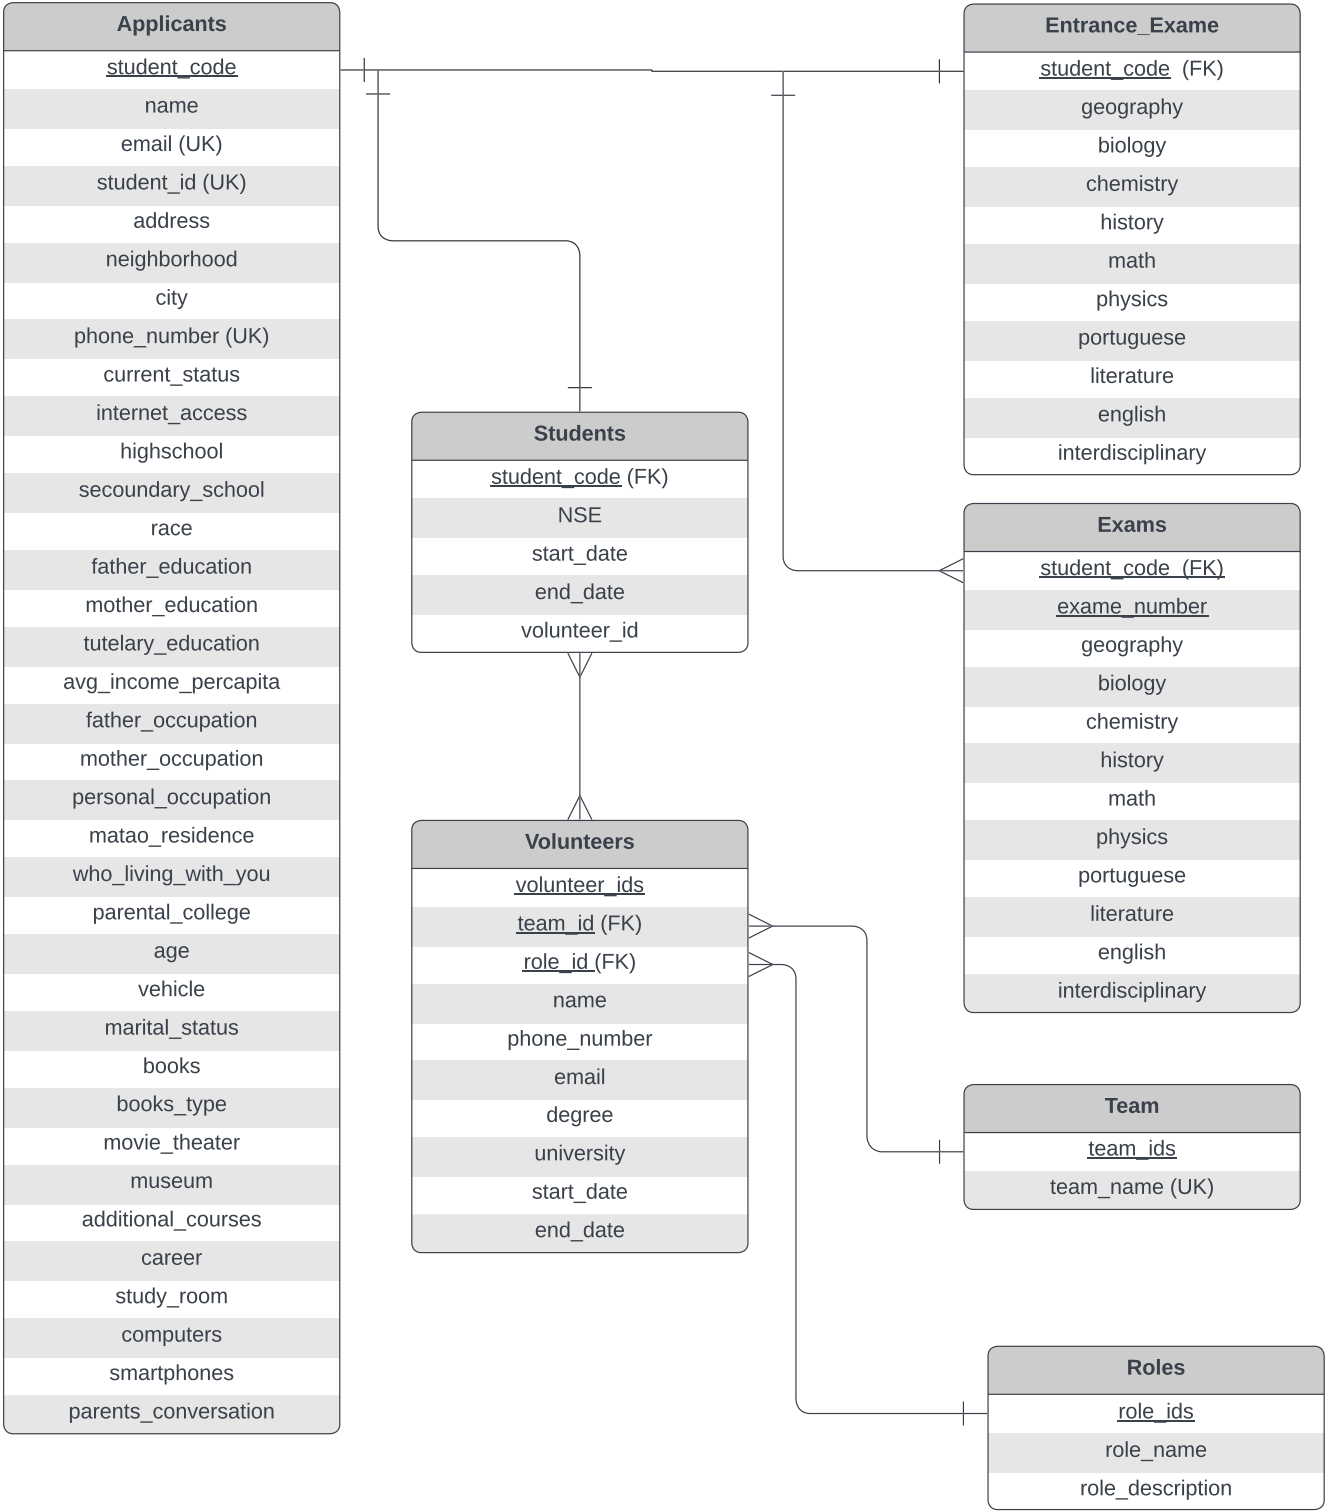 Applicants
student_code
name
email (UK)
student_id (UK)
address
neighborhood
city
phone_number (UK)
current_status
internet_access
highschool
secoundary_school
race
father_education
mother_education
tutelary_education
avg_income_percapita
father_occupation
mother_occupation
personal_occupation
matao_residence
who_living_with_you
parental_college
age
vehicle
marital_status
books
books_type
movie_theater
museum
additional_courses
career
study_room
computers
smartphones
parents_conversation
Students
student_code (FK)
NSE
start_date
end_date
volunteer_id
Volunteers
volunteer_ids
team_id (FK)
role_id (FK)
name
phone_number
email
degree
university
start_date
end_date
Entrance_Exame
student_code (FK)
geography
biology
chemistry
history
math
physics
portuguese
literature
english
interdisciplinary
Exams
student_code (FK)
exame_number
geography
biology
chemistry
history
math
physics
portuguese
literature
english
interdisciplinary
Team
team_ids
team_name (UK)
Roles
role_ids
role_name
role_description